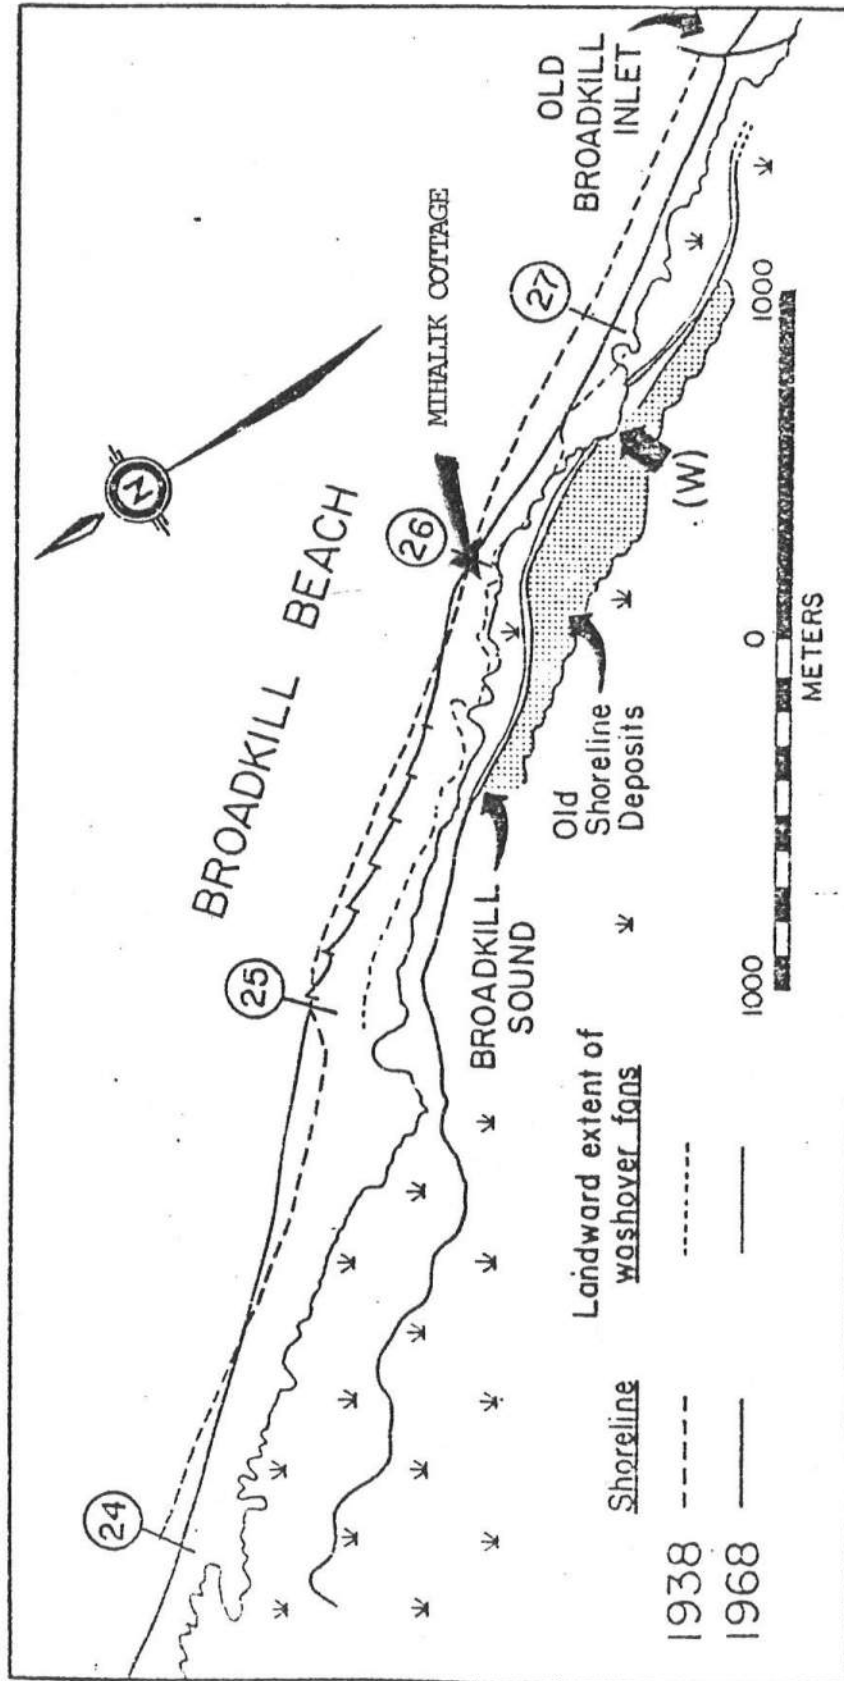 BROADKILL BEACH
N
MIHALIK COTTAGE
OLD
BROADKILL
INLET
24
25
26
27
BROADKILL
SOUND
Old
Shoreline
Deposits
(W)
Shoreline
Landward extent of
washover fans
1938
1968
1000 0 1000
METERS